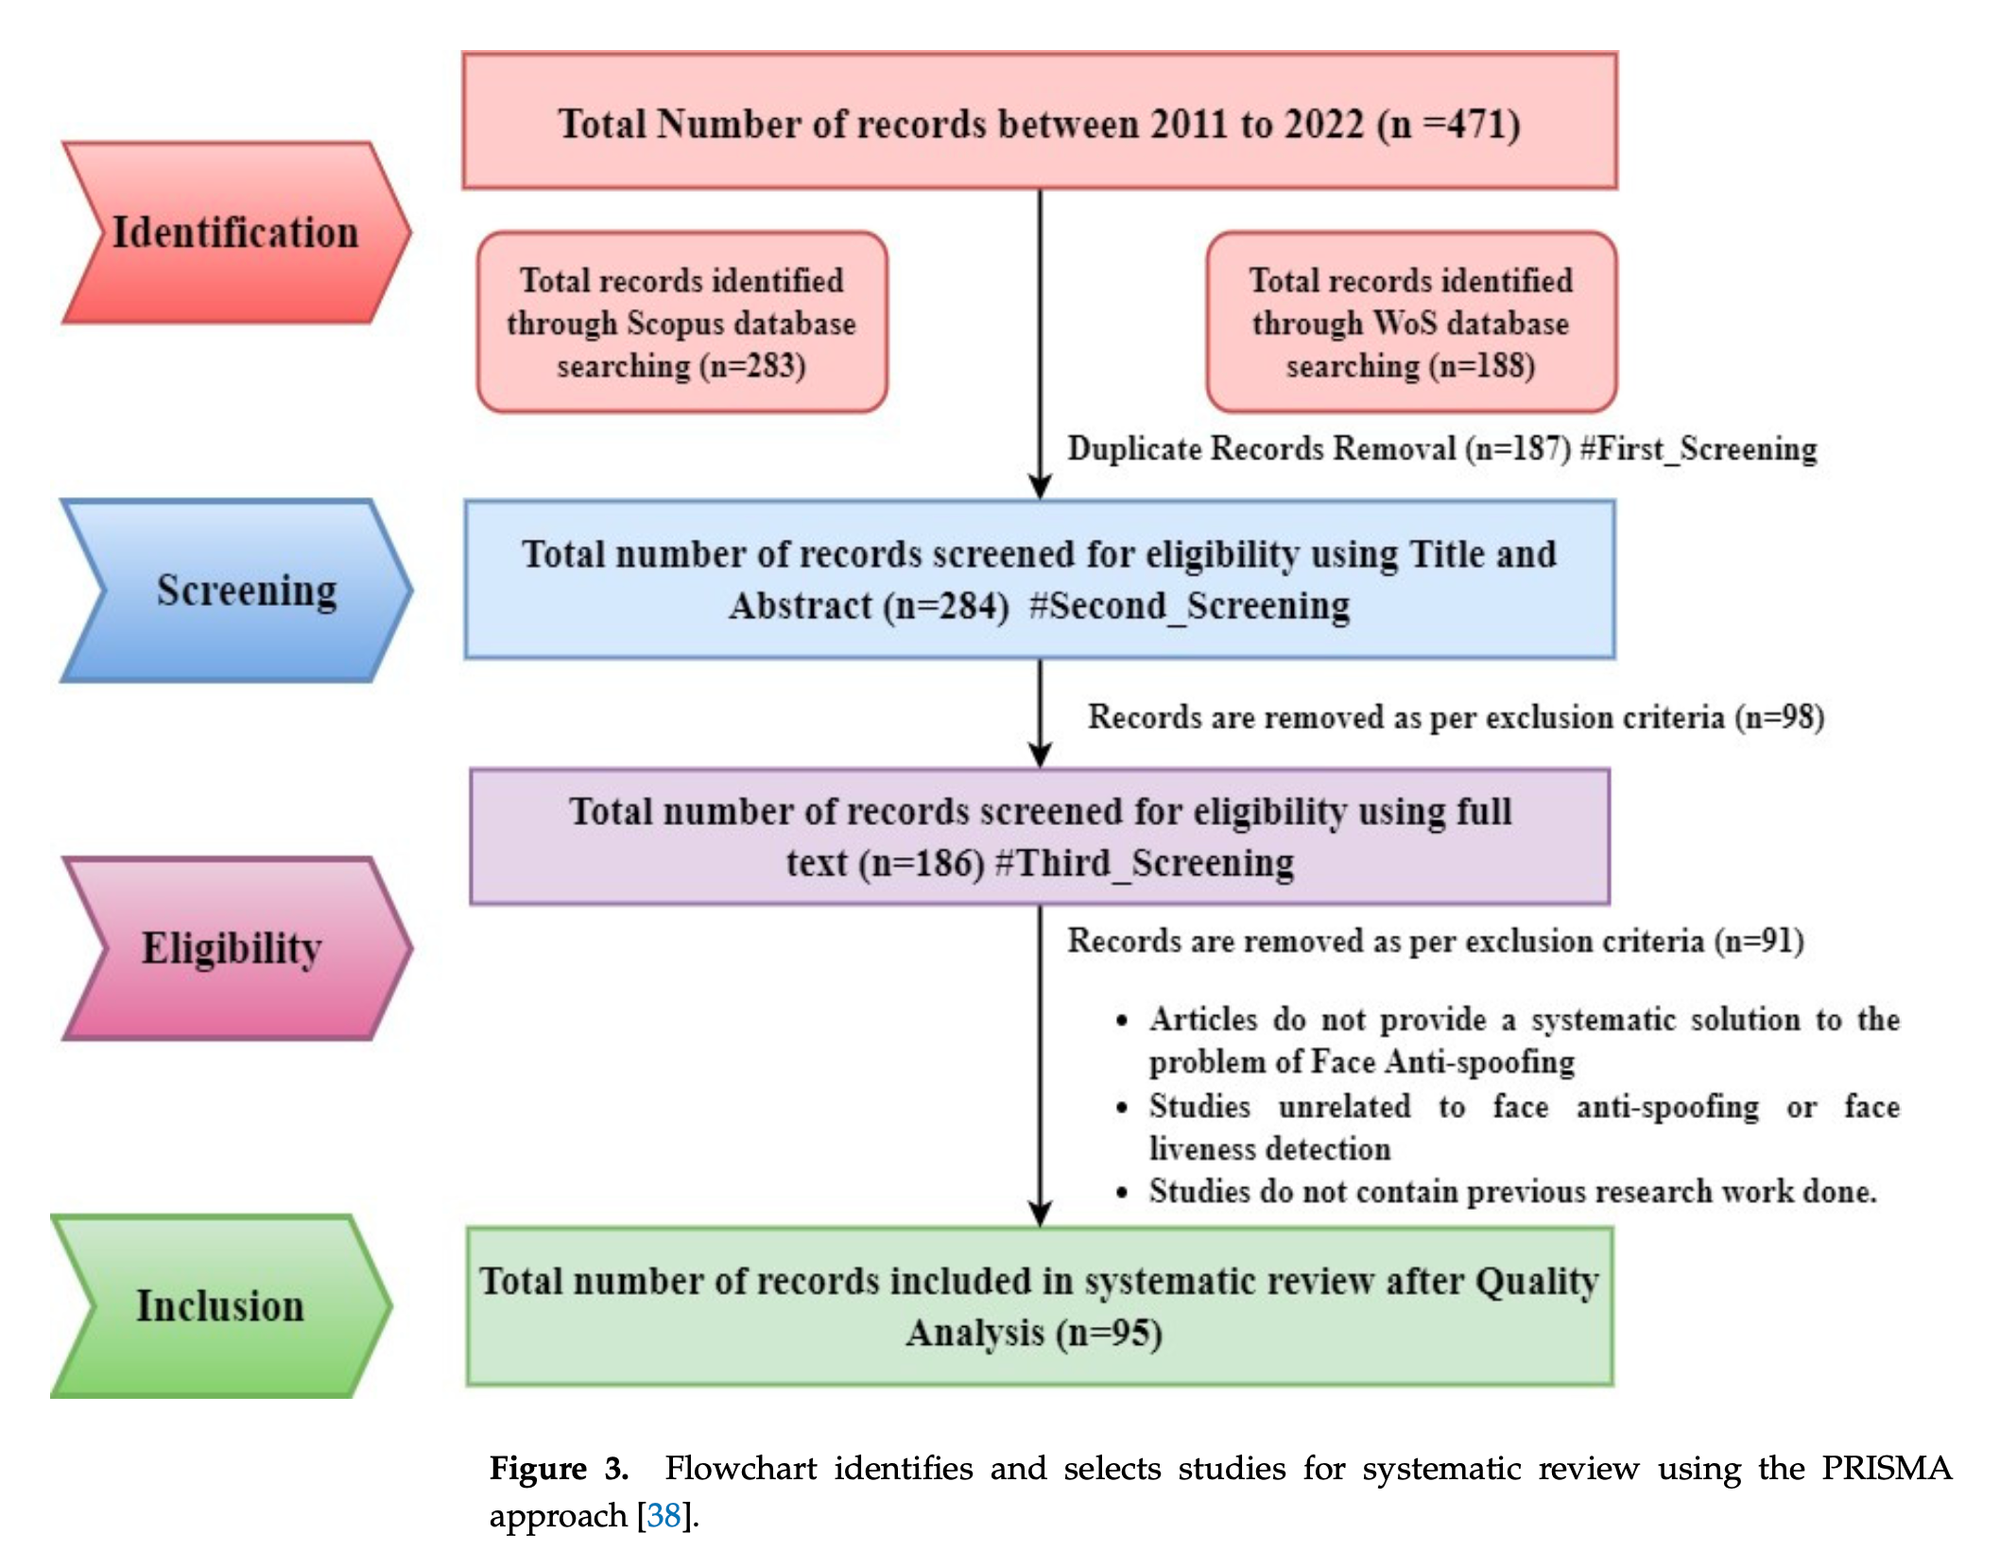 Total Number of records between 2011 to 2022 (n =471)
Identification
Total records identified
through Scopus database
searching (n=283)
Total records identified
through WoS database
searching (n=188)
Duplicate Records Removal (n=187) #First_Screening
Screening
Total number of records screened for eligibility using Title and
Abstract (n=284) #Second_Screening
Records are removed as per exclusion criteria (n=98)
Total number of records screened for eligibility using full
text (n=186) #Third_Screening
Eligibility
Records are removed as per exclusion criteria (n=91)
• Articles do not provide a systematic solution to the
problem of Face Anti-spoofing
• Studies unrelated to face anti-spoofing or face
liveness detection
• Studies do not contain previous research work done.
Inclusion
Total number of records included in systematic review after Quality
Analysis (n=95)
Figure 3. Flowchart identifies and selects studies for systematic review using the PRISMA
approach [38].